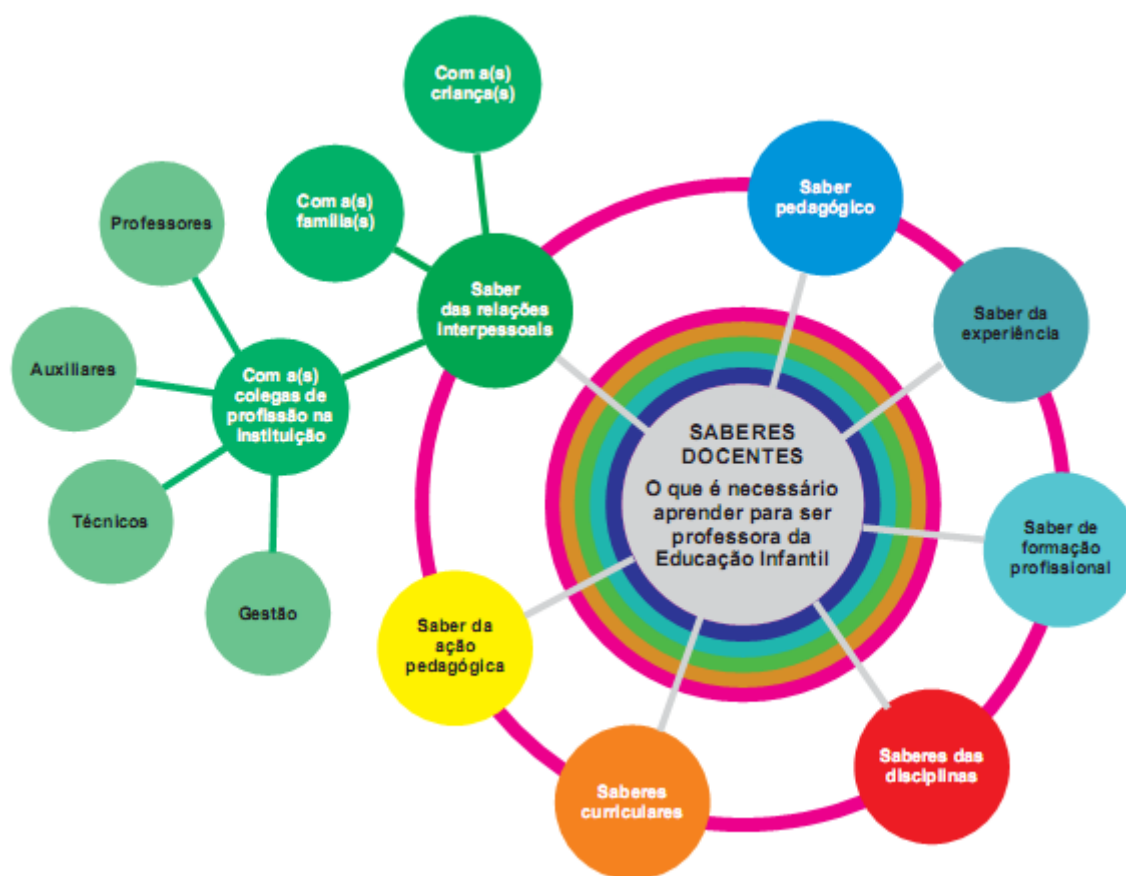 Com a(s)
criança(s)
Com a(s)
família(s)
Professores
Auxiliares
Com a(s)
colegas de
profissão na
instituição
Técnicos
Gestão
Saber
das relações
interpessoais
Saber
pedagógico
Saber da
experiência
SABERES
DOCENTES
O que é necessário
aprender para ser
professora da
Educação Infantil
Saber de
formação
profissional
Saber da
ação
pedagógica
Saberes
curriculares
Saberes das
disciplinas